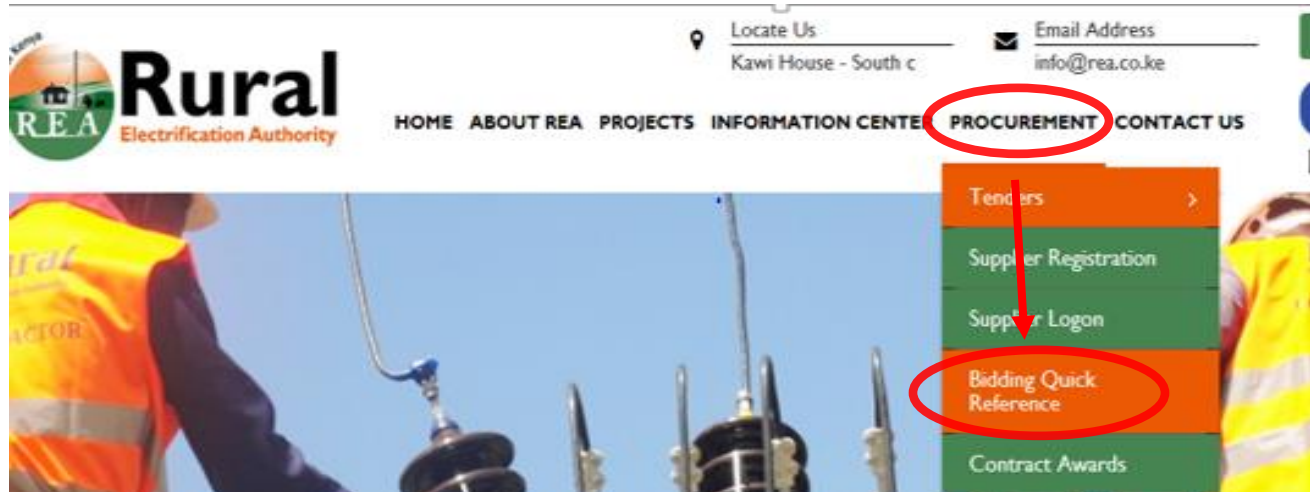 Kenya
REA
Rural
Electrification Authority
Locate Us
Kawi House - South c
Email Address
info@rea.co.ke
HOME ABOUT REA PROJECTS INFORMATION CENTER PROCUREMENT CONTACT US
Tenders >
Supplier Registration
Supplier Logon
Bidding Quick
Reference
Contract Awards